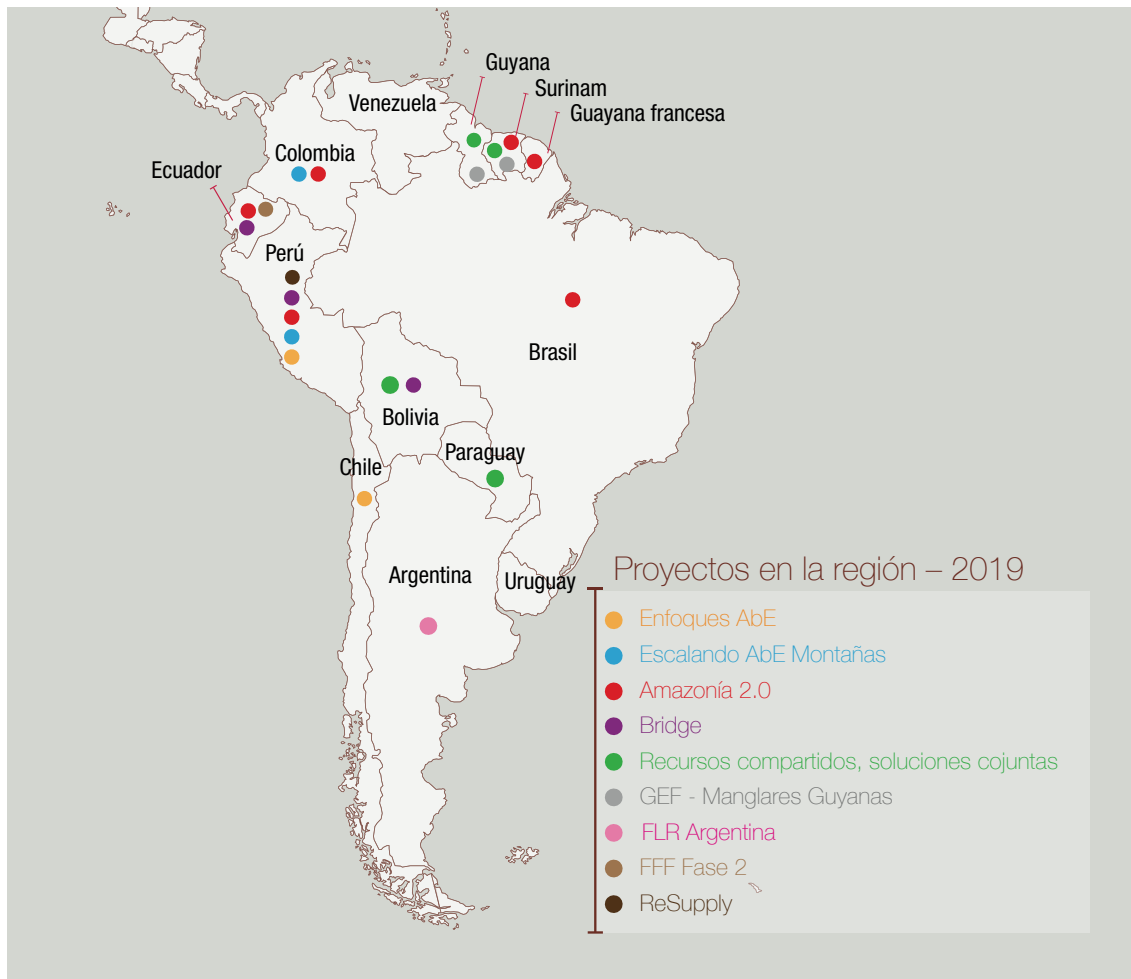 Guyana
Surinam
Venezuela
Guayana francesa
Colombia
Ecuador
Perú
Brasil
Bolivia
Paraguay
Chile
Argentina
Uruguay
Proyectos en la región – 2019
Enfoques AbE
Escalando AbE Montañas
Amazonía 2.0
Bridge
Recursos compartidos, soluciones cojuntas
GEF - Manglares Guyanas
FLR Argentina
FFF Fase 2
ReSupply